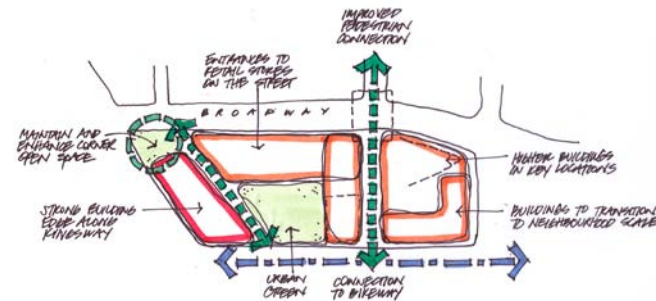 IMPROVED
PEDESTRIAN
CONNECTION
ENTRANCES TO
RETAIL STORES
ON THE STREET
BROADWAY
MAINTAIN AND
ENHANCE CORNER
OPEN SPACE
HIGHER BUILDINGS
IN KEY LOCATIONS
STRONG BUILDING
EDGE ALONG
KINGSWAY
BUILDINGS TO TRANSITION
TO NEIGHBOURHOOD SCALE
URBAN
GREEN
CONNECTION
TO BIKEWAY